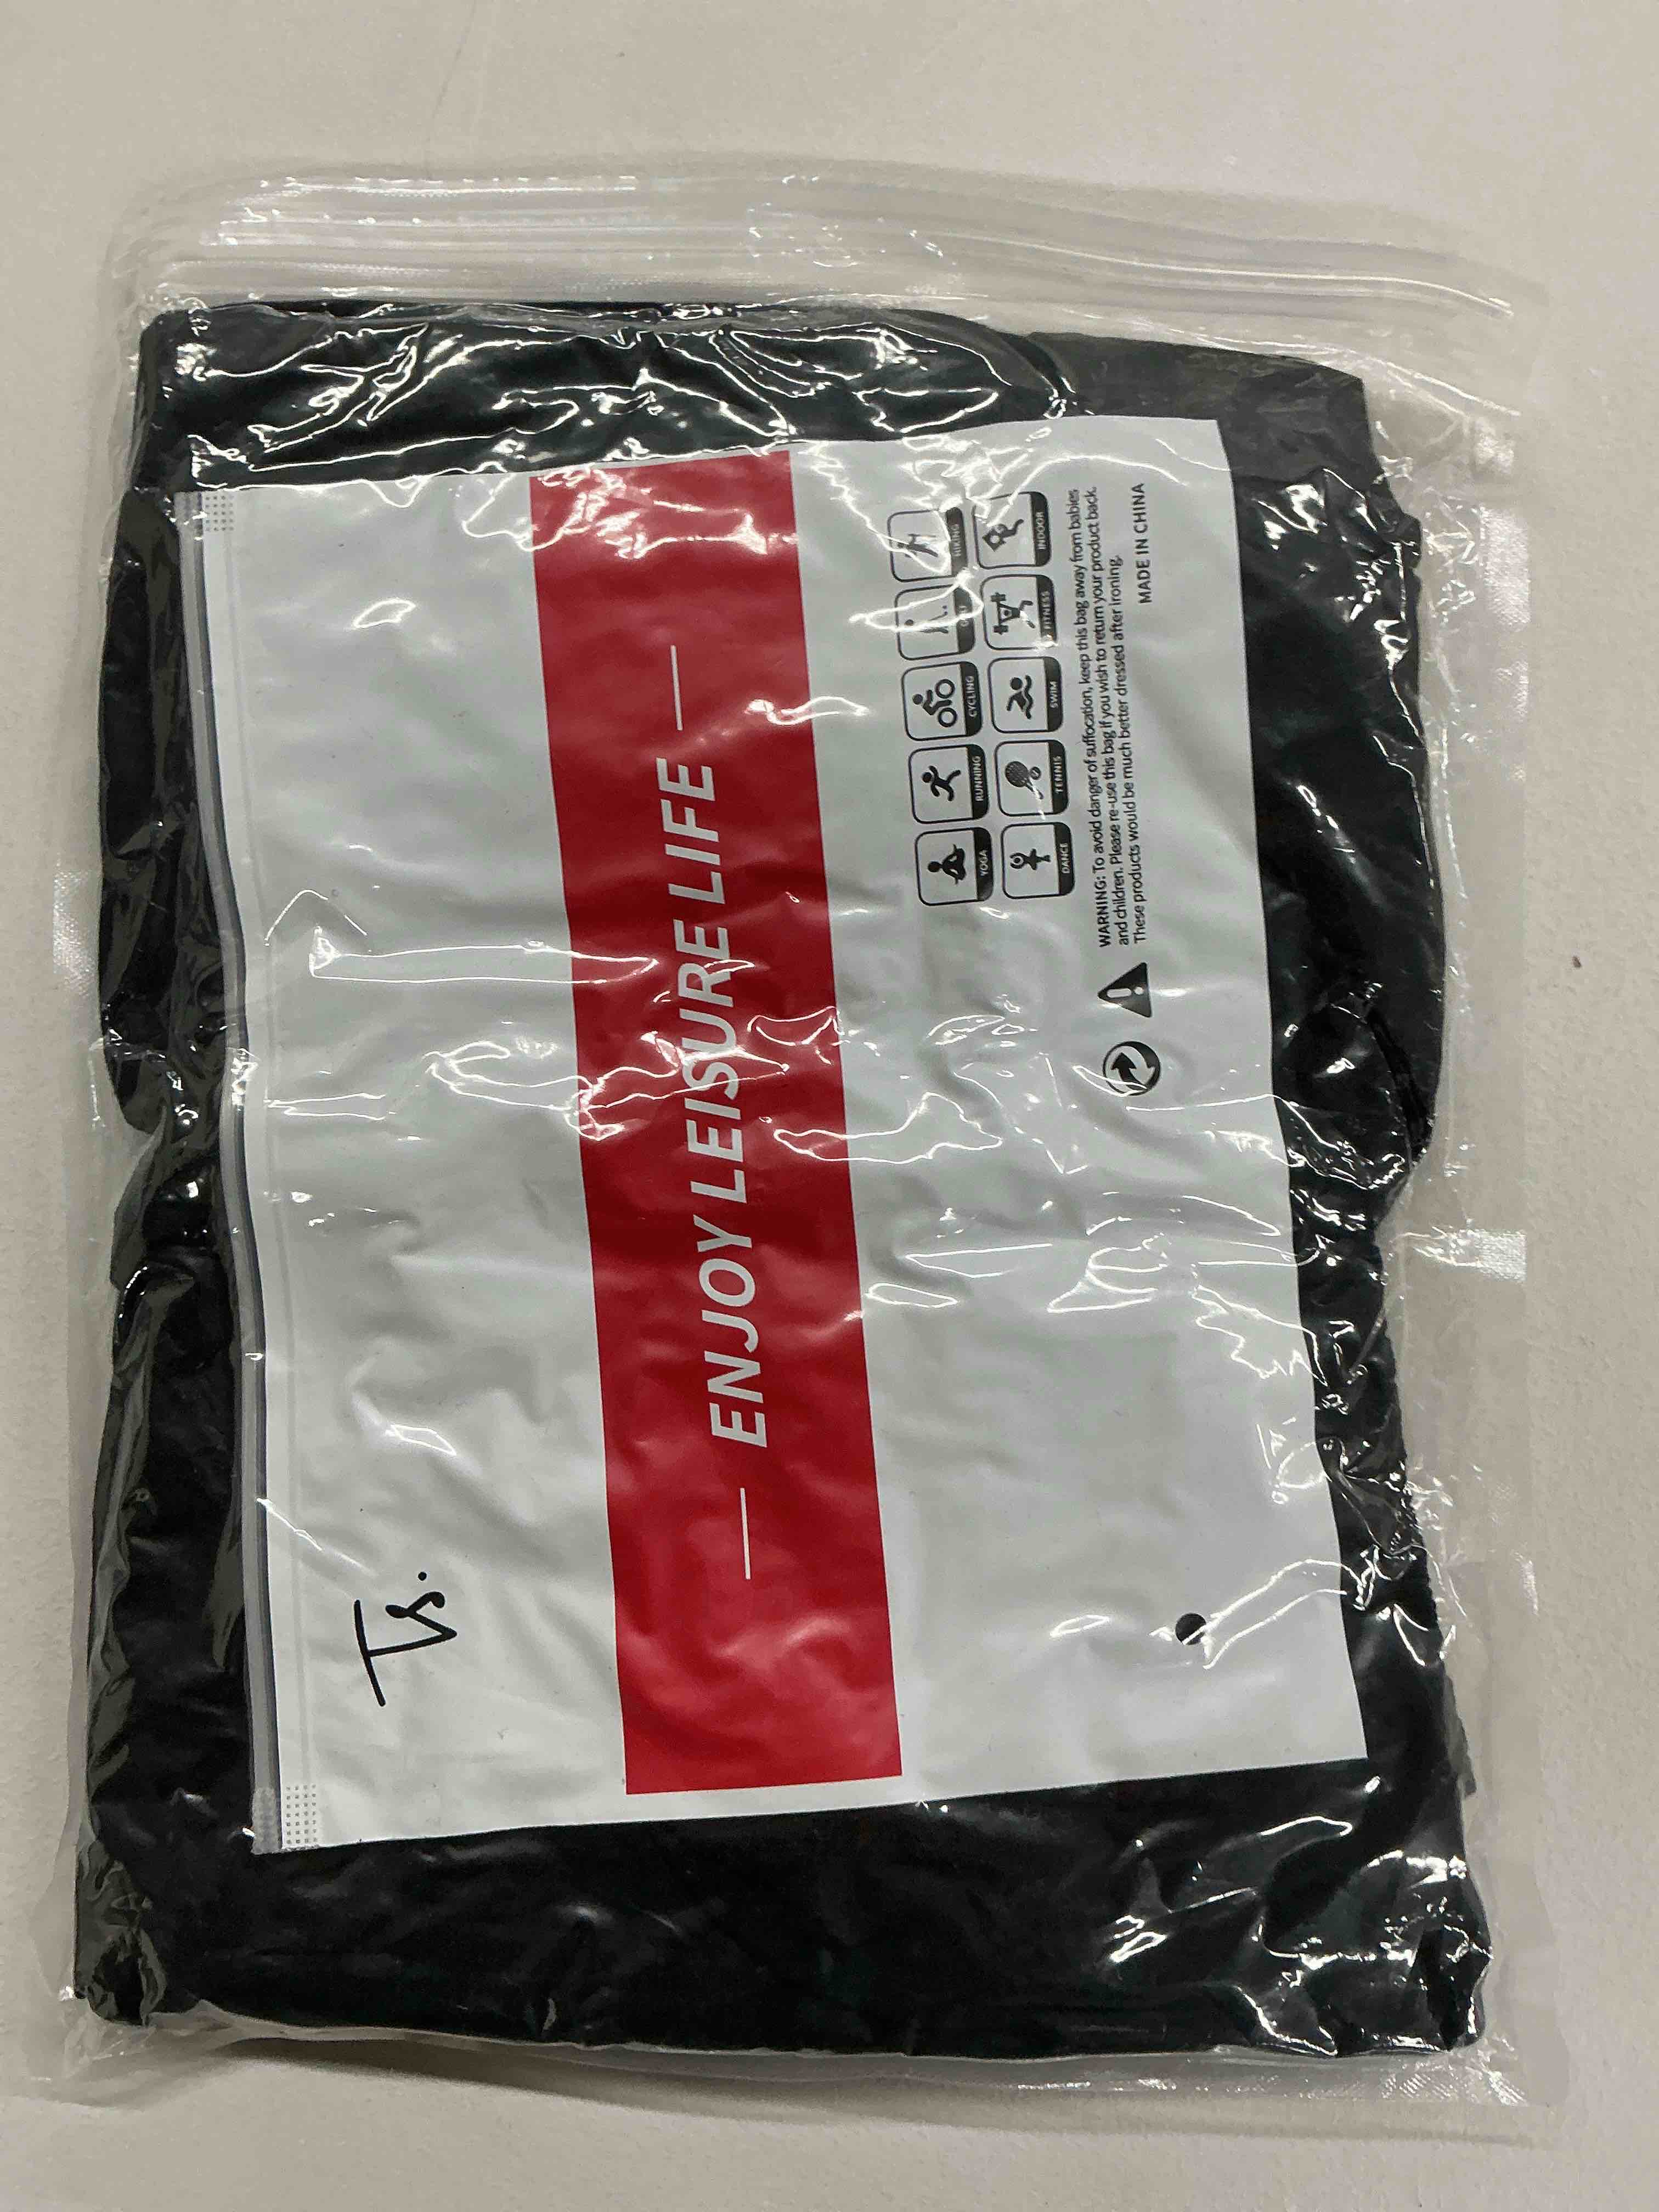 Ts.
— ENJOY LEISURE LIFE —
YOGA RUNNING CYCLING GOLF HIKING
DANCE TENNIS SWIM FITNESS INDOOR
WARNING: To avoid danger of suffocation, keep this bag away from babies
and children. Please re-use this bag if you wish to return your product back.
These products would be much better dressed after ironing.
MADE IN CHINA